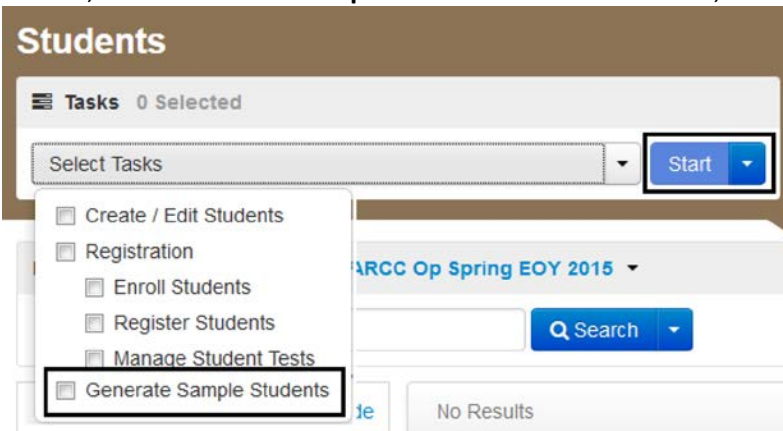 Students
Tasks 0 Selected
Select Tasks
Start
Create / Edit Students
Registration
ARCC Op Spring EOY 2015
Enroll Students
Register Students
Search
Manage Student Tests
Generate Sample Students
No Results